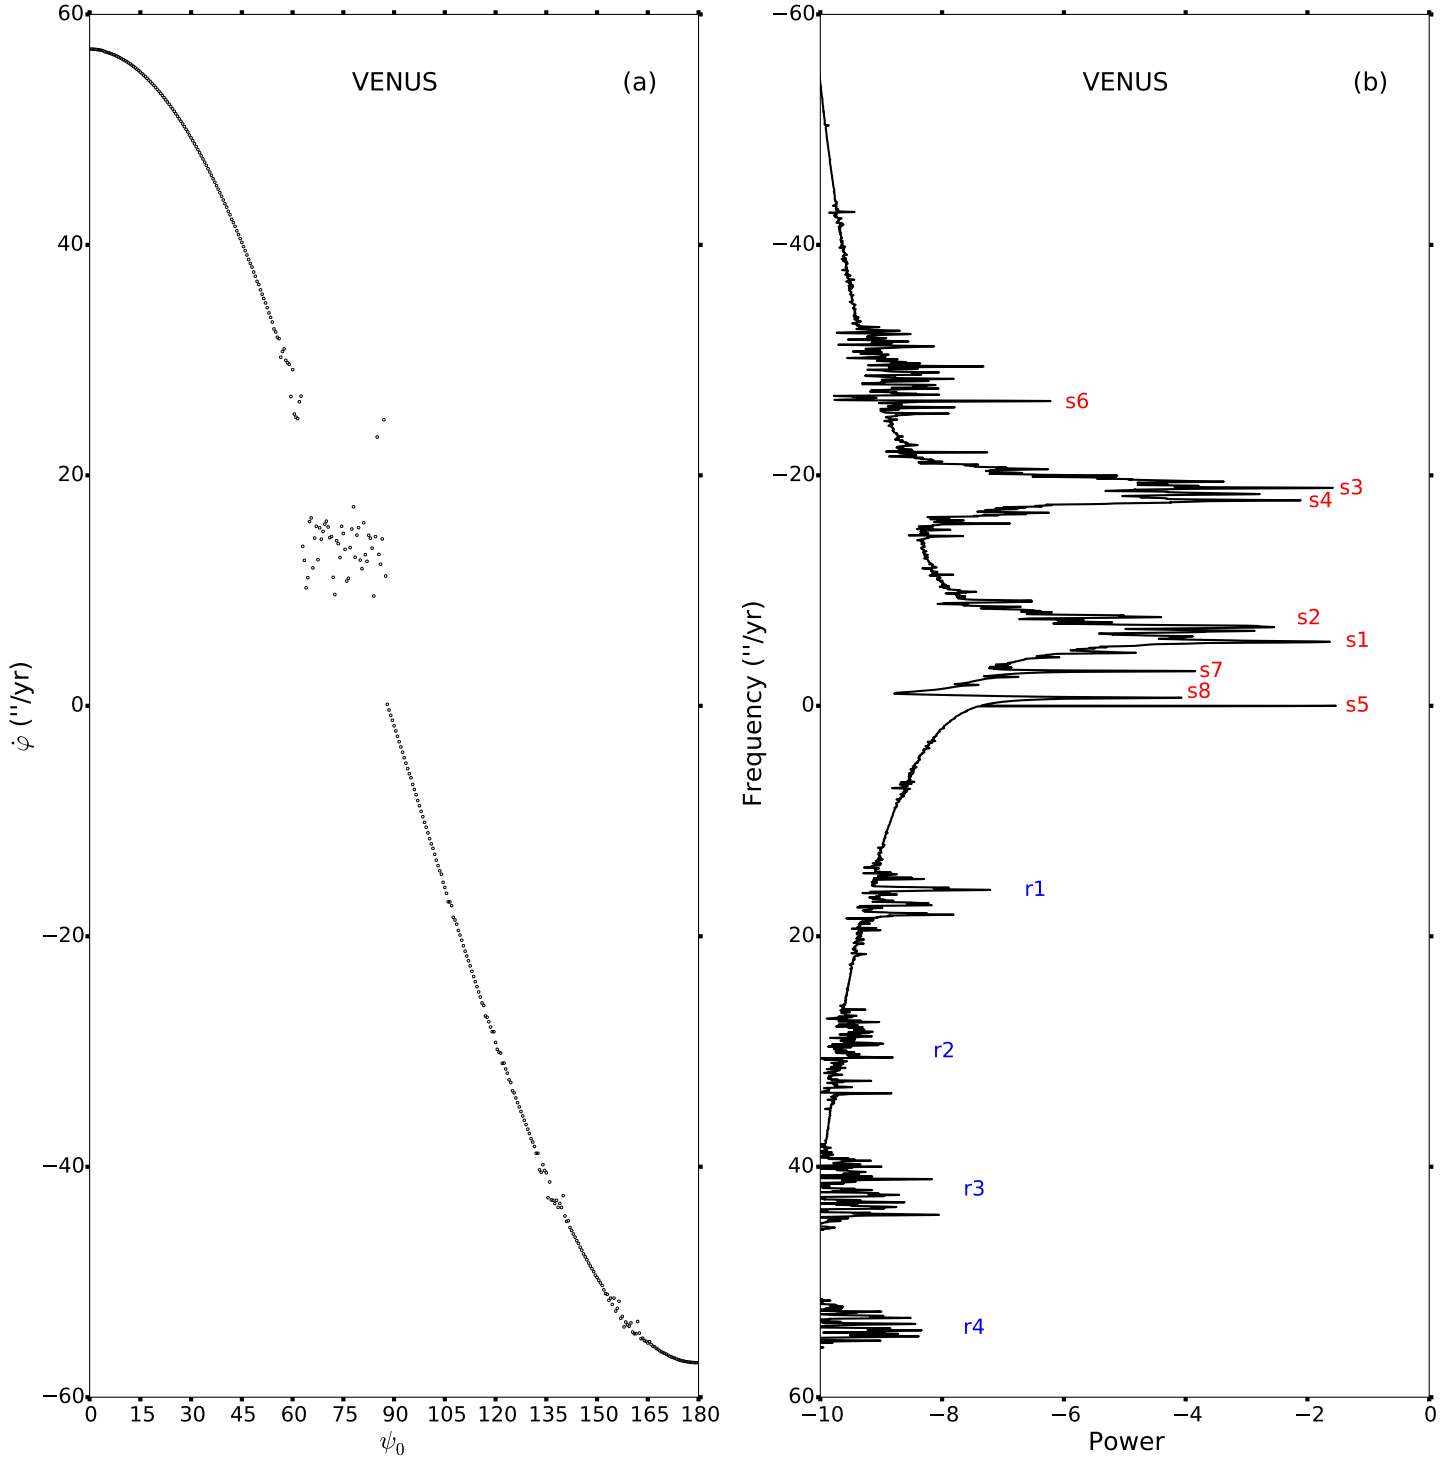 VENUS
(a)
60
40
20
0
−20
−40
−60
0 15 30 45 60 75 90 105 120 135 150 165 180
φ̇ (''/yr)
ψ₀
VENUS
(b)
−60
−40
−20
0
20
40
60
−10 −8 −6 −4 −2 0
Frequency (''/yr)
Power
s6
s3
s4
s2
s1
s7
s8
s5
r1
r2
r3
r4